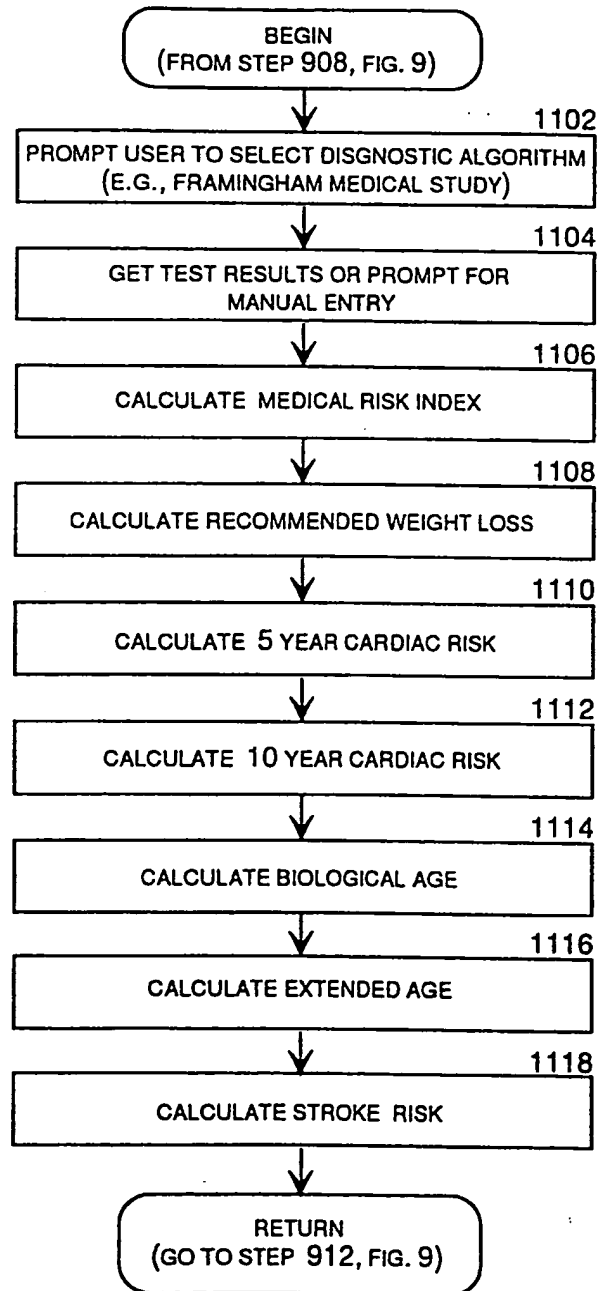 BEGIN
(FROM STEP 908, FIG. 9)
1102
PROMPT USER TO SELECT DISGNOSTIC ALGORITHM
(E.G., FRAMINGHAM MEDICAL STUDY)
1104
GET TEST RESULTS OR PROMPT FOR
MANUAL ENTRY
1106
CALCULATE MEDICAL RISK INDEX
1108
CALCULATE RECOMMENDED WEIGHT LOSS
1110
CALCULATE 5 YEAR CARDIAC RISK
1112
CALCULATE 10 YEAR CARDIAC RISK
1114
CALCULATE BIOLOGICAL AGE
1116
CALCULATE EXTENDED AGE
1118
CALCULATE STROKE RISK
RETURN
(GO TO STEP 912, FIG. 9)